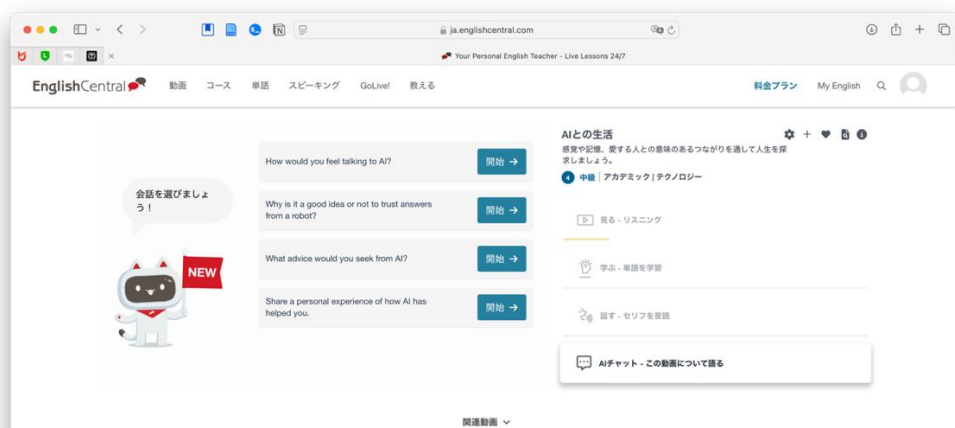 ja.englishcentral.com
Your Personal English Teacher - Live Lessons 24/7
EnglishCentral
動画 コース 単語 スピーキング GoLive! 教える
料金プラン My English
会話を選びましょ
う！
NEW
How would you feel talking to AI?
開始 →
Why is it a good idea or not to trust answers
from a robot?
開始 →
What advice would you seek from AI?
開始 →
Share a personal experience of how AI has
helped you.
開始 →
AIとの生活
感覚や記憶、愛する人との意味のあるつながりを通して人生を探
求しましょう。
4 中級 | アカデミック | テクノロジー
見る - リスニング
学ぶ - 単語を学習
話す - セリフを音読
AIチャット - この動画について語る
関連動画